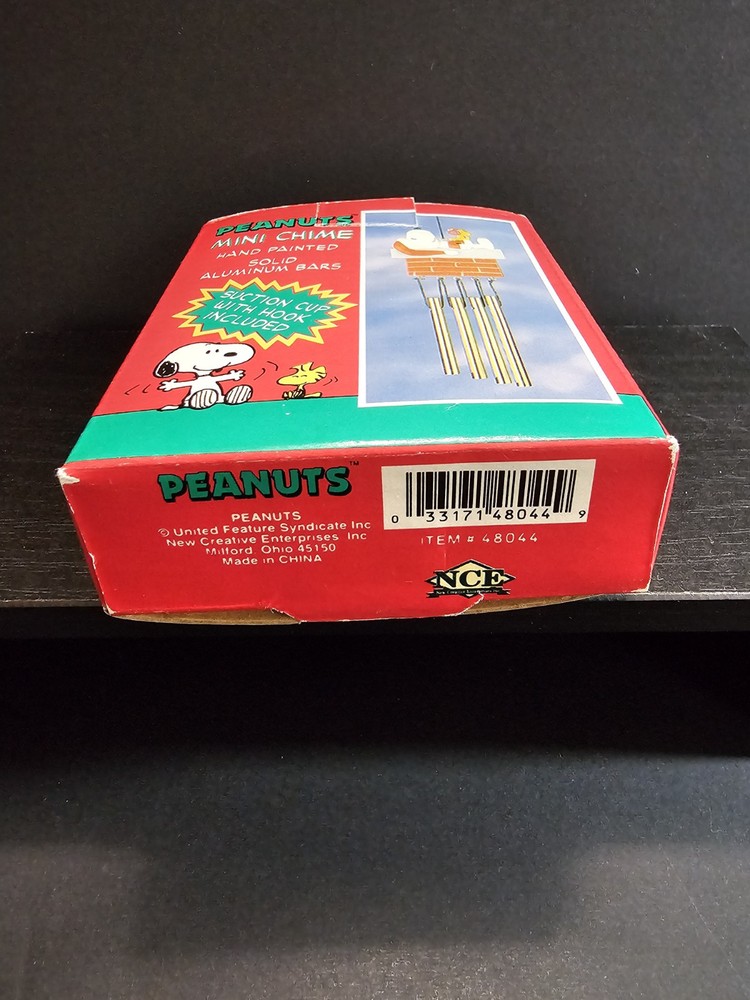 PEANUTS
MINI CHIME
HAND PAINTED
SOLID
ALUMINUM BARS
SUCTION CUP
WITH HOOK
INCLUDED
PEANUTS™
PEANUTS
© United Feature Syndicate Inc
New Creative Enterprises Inc
Milford, Ohio 45150
Made in CHINA
0 33171 48044 9
ITEM # 48044
NCE